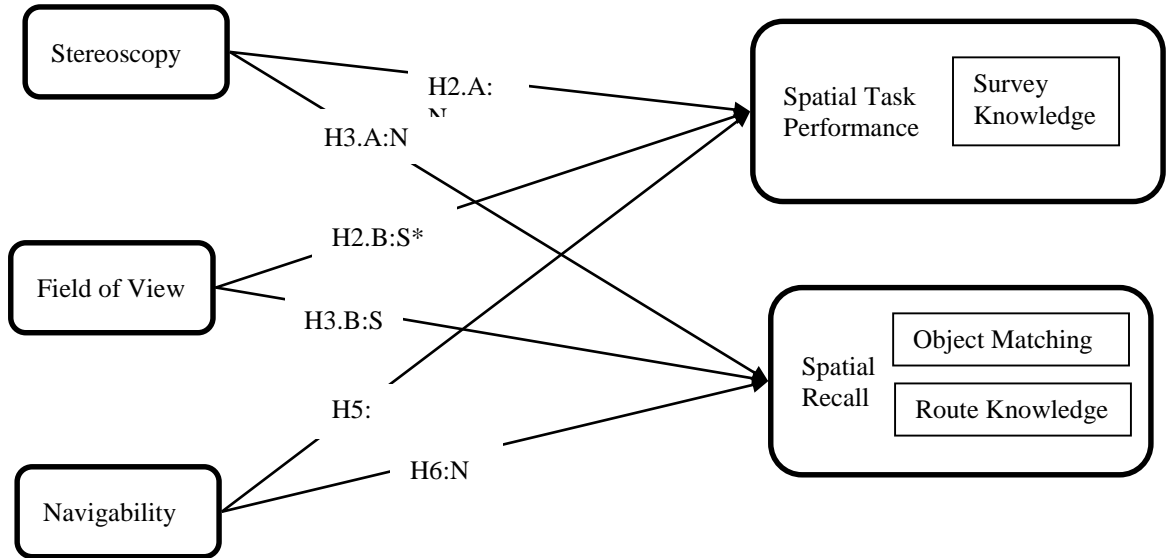 Stereoscopy
H2.A:
N
H3.A:N
Spatial Task
Performance
Survey
Knowledge
H2.B:S*
Field of View
H3.B:S
Object Matching
Spatial
Recall
Route Knowledge
H5:
H6:N
Navigability